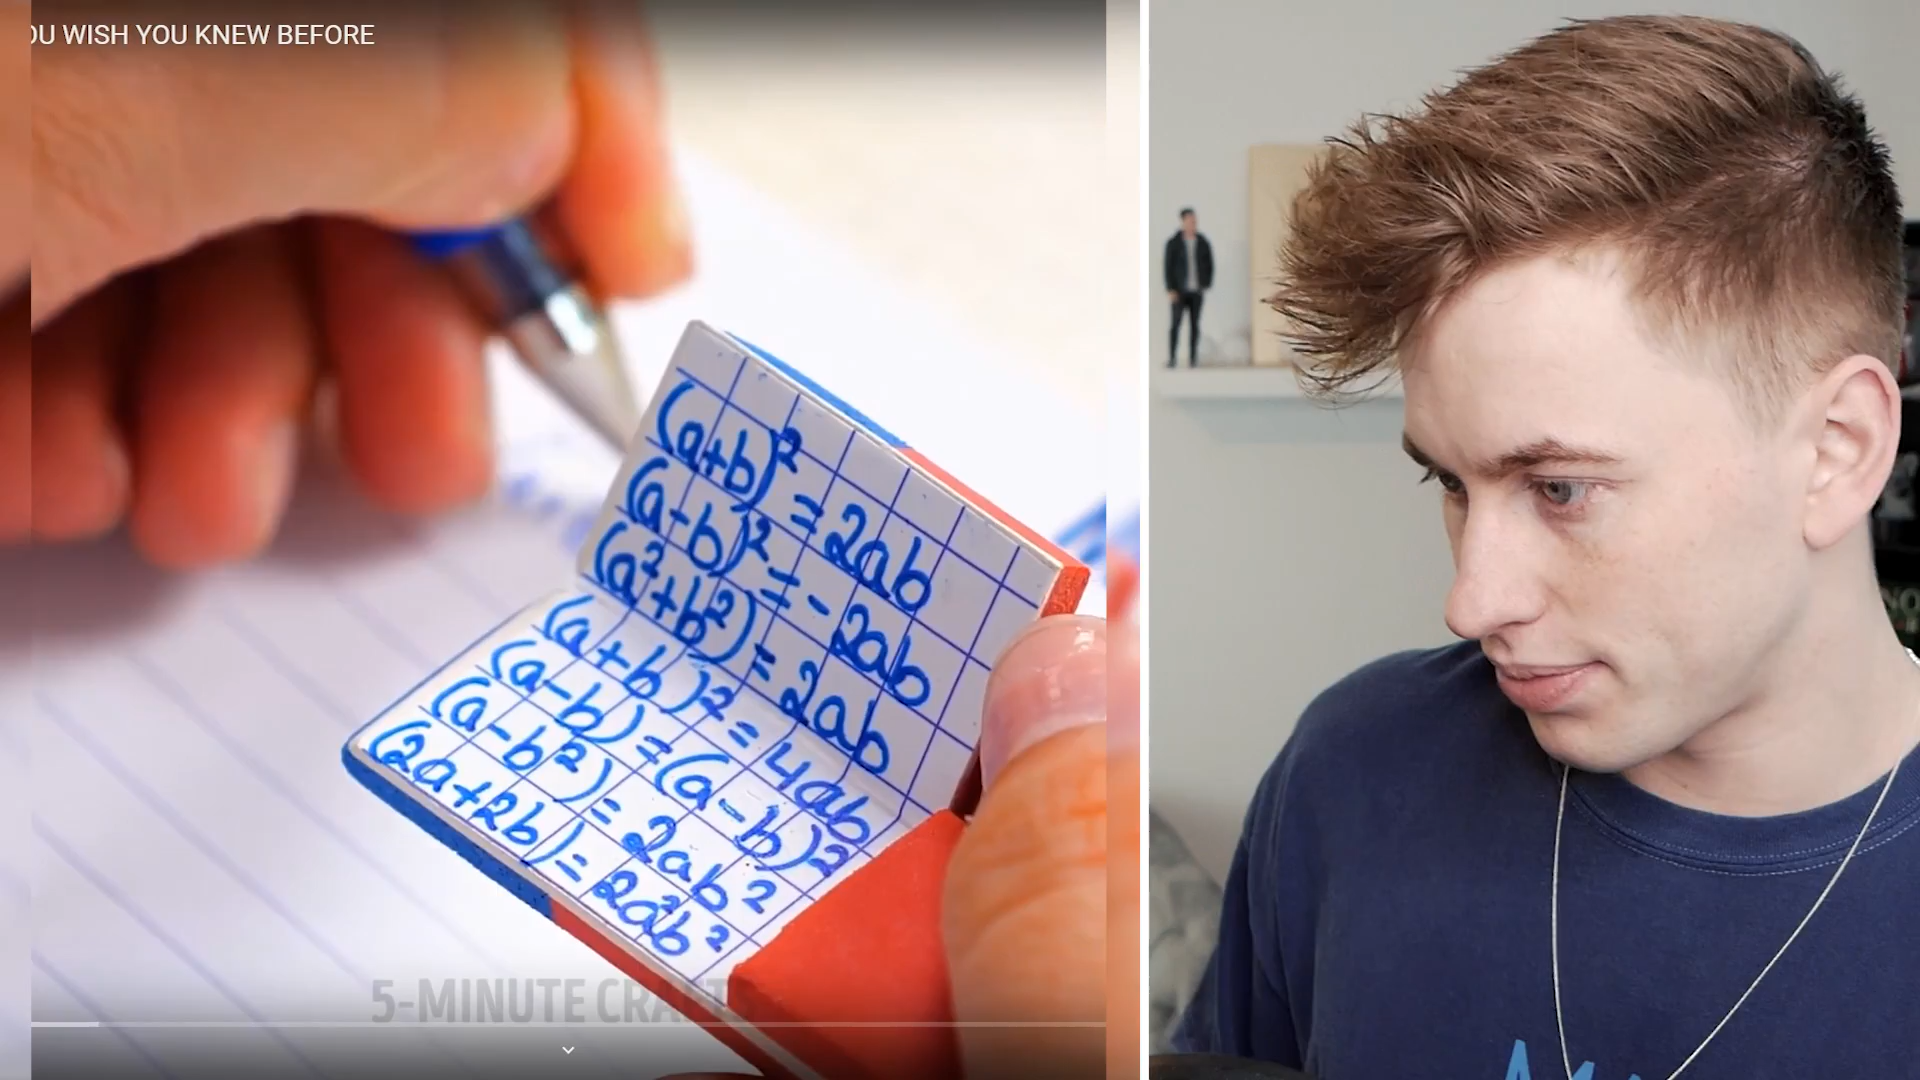 OU WISH YOU KNEW BEFORE
(a+b)² = 2ab
(a-b)² = - 2ab
(a²+b²) = 2ab
(a+b)2 = 4ab
(a-b) = (a-b)2
(a-b²) = 2ab²
(2a+2b) = 2a²b²
5-MINUTE CRAFTS